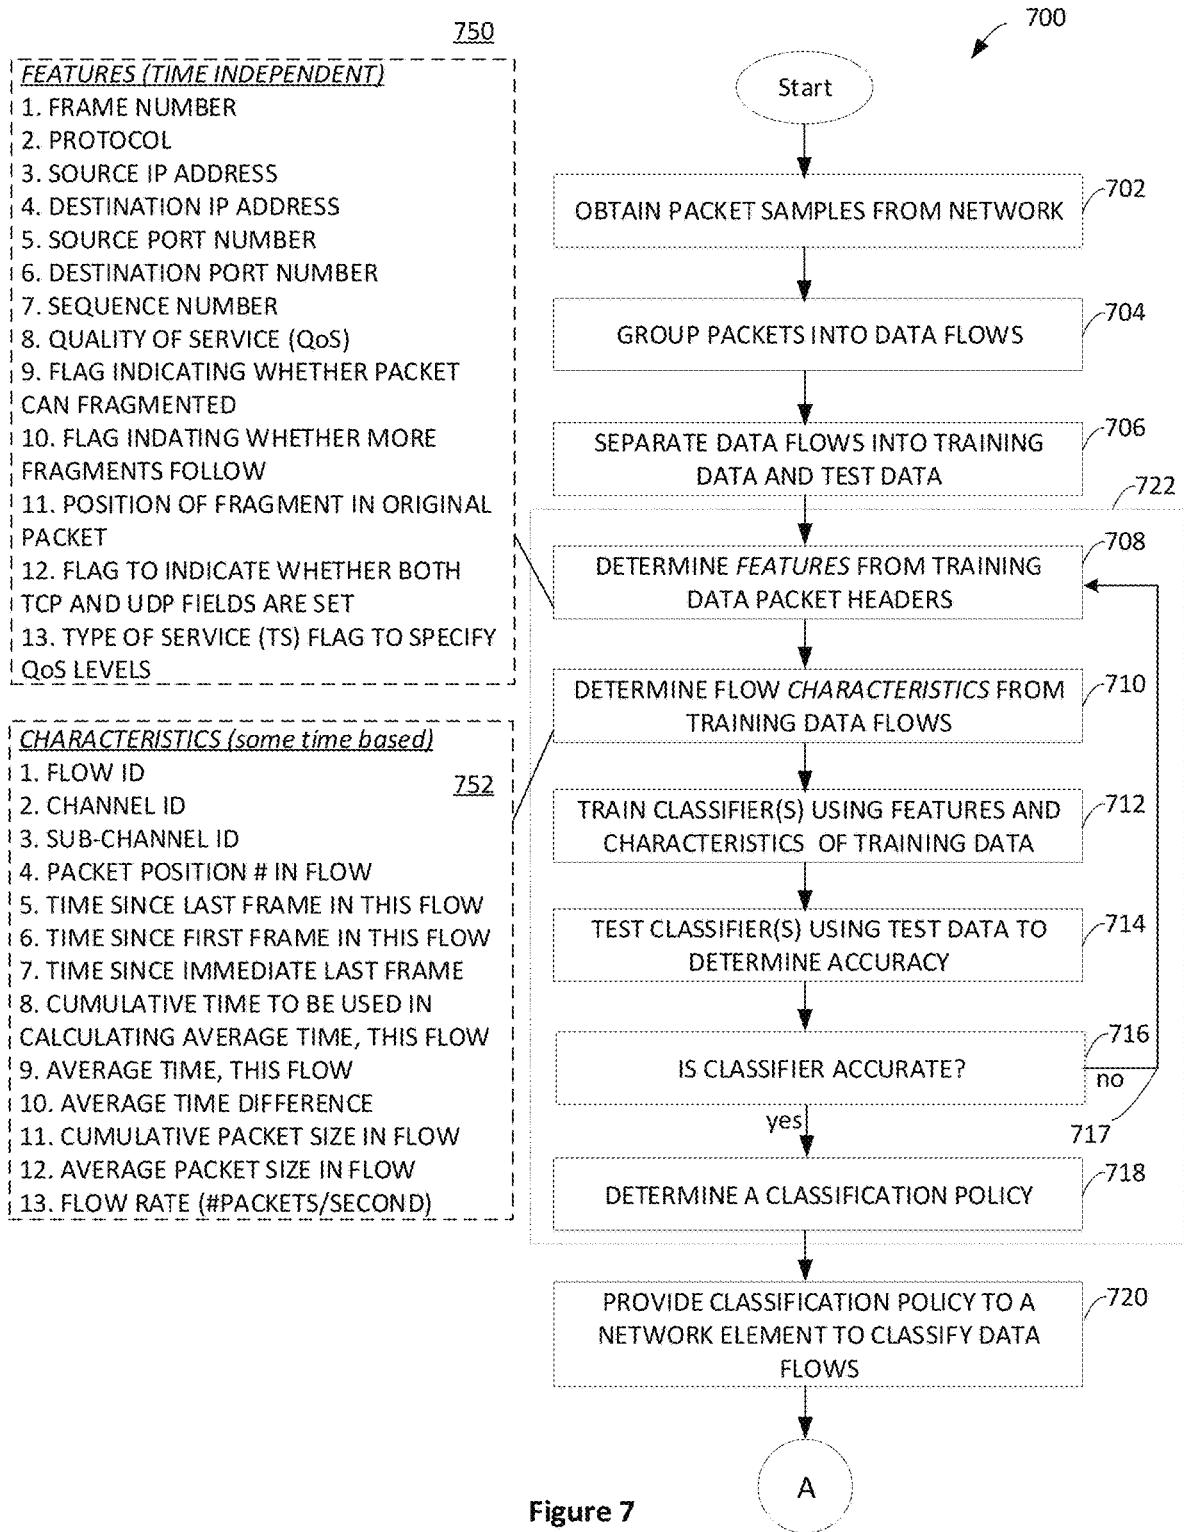 750
FEATURES (TIME INDEPENDENT)
1. FRAME NUMBER
2. PROTOCOL
3. SOURCE IP ADDRESS
4. DESTINATION IP ADDRESS
5. SOURCE PORT NUMBER
6. DESTINATION PORT NUMBER
7. SEQUENCE NUMBER
8. QUALITY OF SERVICE (QoS)
9. FLAG INDICATING WHETHER PACKET
CAN FRAGMENTED
10. FLAG INDATING WHETHER MORE
FRAGMENTS FOLLOW
11. POSITION OF FRAGMENT IN ORIGINAL
PACKET
12. FLAG TO INDICATE WHETHER BOTH
TCP AND UDP FIELDS ARE SET
13. TYPE OF SERVICE (TS) FLAG TO SPECIFY
QoS LEVELS
CHARACTERISTICS (some time based)
752
1. FLOW ID
2. CHANNEL ID
3. SUB-CHANNEL ID
4. PACKET POSITION # IN FLOW
5. TIME SINCE LAST FRAME IN THIS FLOW
6. TIME SINCE FIRST FRAME IN THIS FLOW
7. TIME SINCE IMMEDIATE LAST FRAME
8. CUMULATIVE TIME TO BE USED IN
CALCULATING AVERAGE TIME, THIS FLOW
9. AVERAGE TIME, THIS FLOW
10. AVERAGE TIME DIFFERENCE
11. CUMULATIVE PACKET SIZE IN FLOW
12. AVERAGE PACKET SIZE IN FLOW
13. FLOW RATE (#PACKETS/SECOND)
700
Start
702
OBTAIN PACKET SAMPLES FROM NETWORK
704
GROUP PACKETS INTO DATA FLOWS
706
SEPARATE DATA FLOWS INTO TRAINING
DATA AND TEST DATA
722
708
DETERMINE FEATURES FROM TRAINING
DATA PACKET HEADERS
710
DETERMINE FLOW CHARACTERISTICS FROM
TRAINING DATA FLOWS
712
TRAIN CLASSIFIER(S) USING FEATURES AND
CHARACTERISTICS OF TRAINING DATA
714
TEST CLASSIFIER(S) USING TEST DATA TO
DETERMINE ACCURACY
716
IS CLASSIFIER ACCURATE?
no
yes
717
718
DETERMINE A CLASSIFICATION POLICY
720
PROVIDE CLASSIFICATION POLICY TO A
NETWORK ELEMENT TO CLASSIFY DATA
FLOWS
A
Figure 7